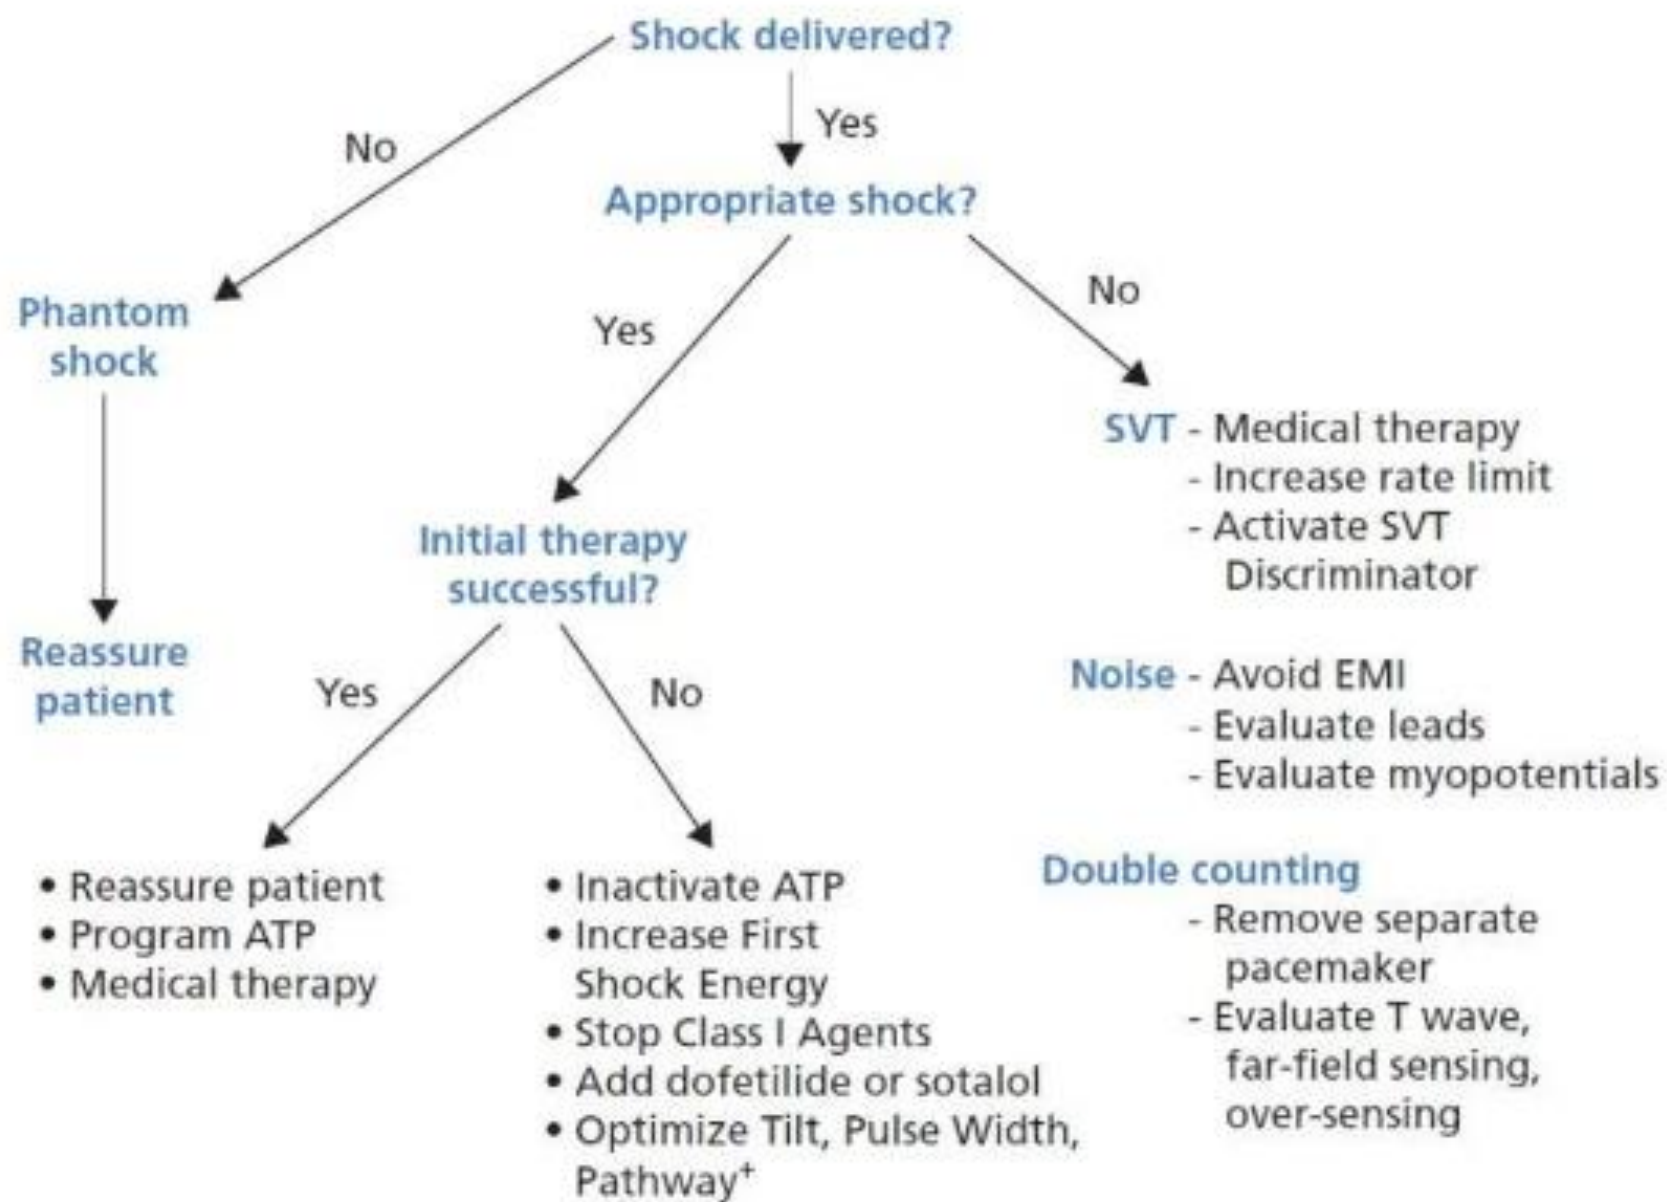 Shock delivered?
No
Yes
Appropriate shock?
Phantom
shock
Yes
No
SVT - Medical therapy
- Increase rate limit
- Activate SVT
Discriminator
Initial therapy
successful?
Reassure
patient
Yes
No
Noise - Avoid EMI
- Evaluate leads
- Evaluate myopotentials
• Reassure patient
• Program ATP
• Medical therapy
• Inactivate ATP
• Increase First
Shock Energy
• Stop Class I Agents
• Add dofetilide or sotalol
• Optimize Tilt, Pulse Width,
Pathway⁺
Double counting
- Remove separate
pacemaker
- Evaluate T wave,
far-field sensing,
over-sensing